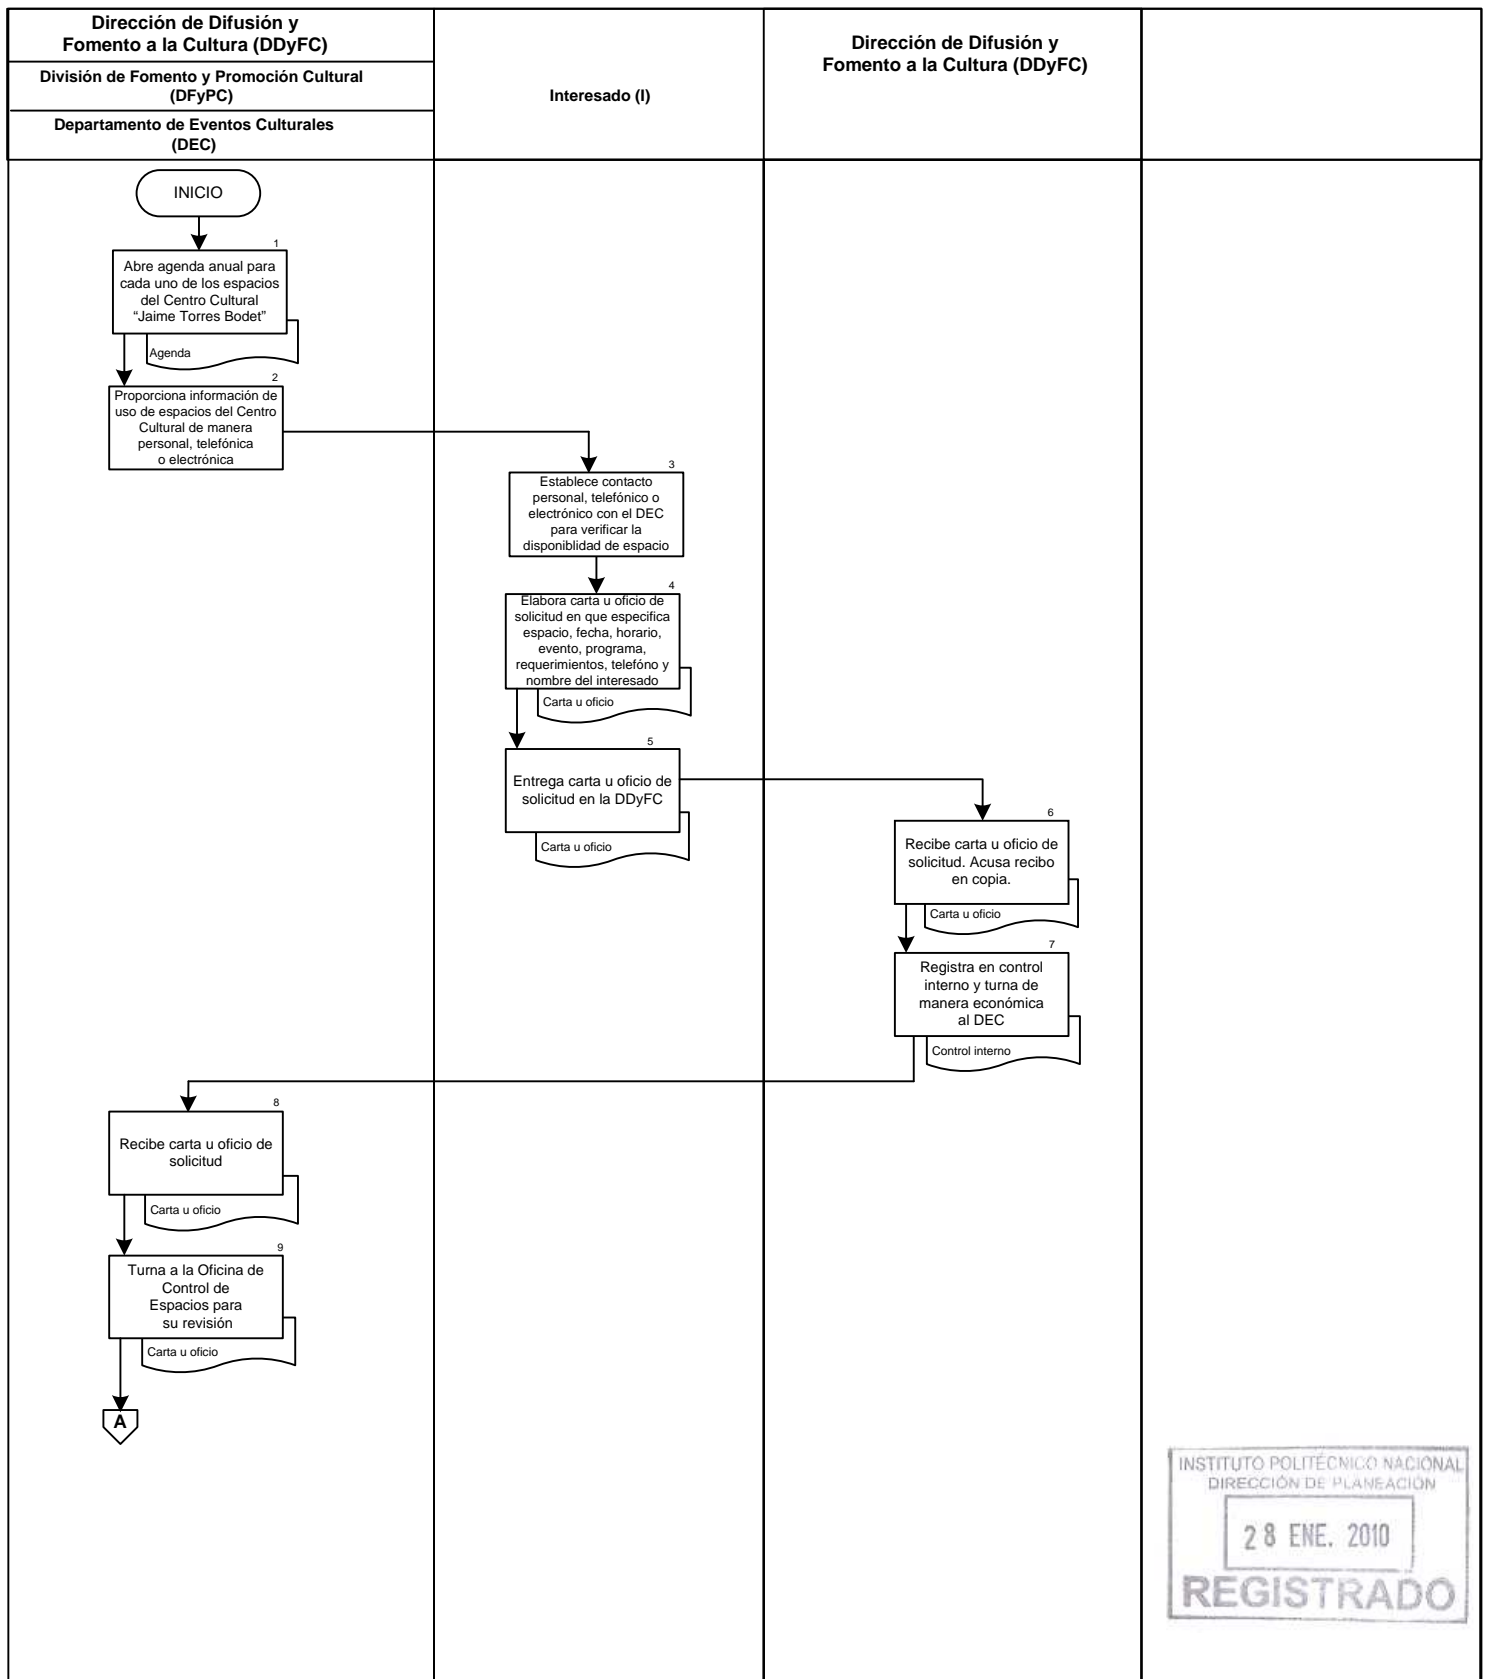 Dirección de Difusión y
Fomento a la Cultura (DDyFC)
División de Fomento y Promoción Cultural
(DFyPC)
Departamento de Eventos Culturales
(DEC)
Interesado (I)
Dirección de Difusión y
Fomento a la Cultura (DDyFC)
INICIO
1
Abre agenda anual para
cada uno de los espacios
del Centro Cultural
“Jaime Torres Bodet”
Agenda
2
Proporciona información de
uso de espacios del Centro
Cultural de manera
personal, telefónica
o electrónica
3
Establece contacto
personal, telefónico o
electrónico con el DEC
para verificar la
disponiblidad de espacio
4
Elabora carta u oficio de
solicitud en que especifica
espacio, fecha, horario,
evento, programa,
requerimientos, telefóno y
nombre del interesado
Carta u oficio
5
Entrega carta u oficio de
solicitud en la DDyFC
Carta u oficio
6
Recibe carta u oficio de
solicitud. Acusa recibo
en copia.
Carta u oficio
7
Registra en control
interno y turna de
manera económica
al DEC
Control interno
8
Recibe carta u oficio de
solicitud
Carta u oficio
9
Turna a la Oficina de
Control de
Espacios para
su revisión
Carta u oficio
A
INSTITUTO POLITÉCNICO NACIONAL
DIRECCIÓN DE PLANEACIÓN
28 ENE. 2010
REGISTRADO